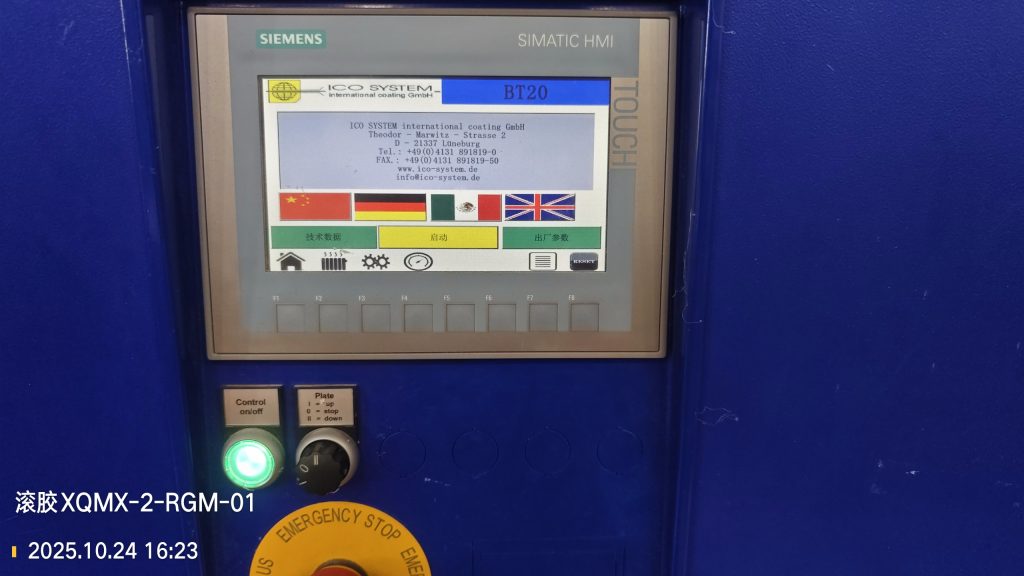 SIEMENS
SIMATIC HMI
TOUCH
ICO SYSTEM
international coating GmbH
BT20
ICO SYSTEM international coating GmbH
Theodor - Marwitz - Strasse 2
D - 21337 Lüneburg
Tel.: +49(0)4131 891819-0
FAX.: +49(0)4131 891819-50
www.ico-system.de
info@ico-system.de
技术数据
启动
出厂参数
RESET
F1 F2 F3 F4 F5 F6 F7 F8
Control
on/off
Plate
I = up
0 = stop
II = down
0 II
EMERGENCY STOP
滚胶XQMX-2-RGM-01
2025.10.24 16:23